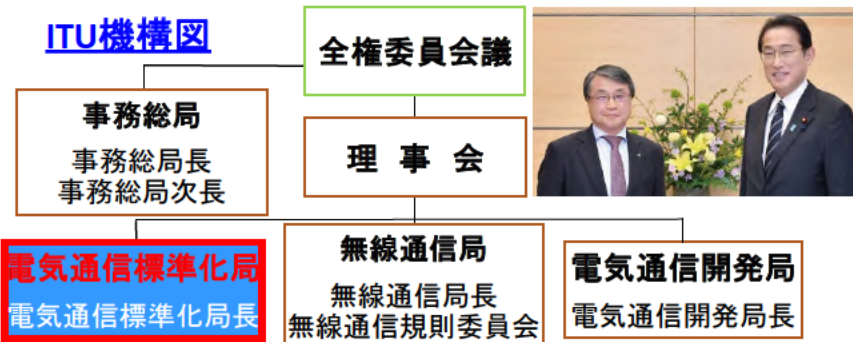 ITU機構図
全権委員会議
事務総局
事務総局長
事務総局次長
理 事 会
電気通信標準化局
電気通信標準化局長
無線通信局
無線通信局長
無線通信規則委員会
電気通信開発局
電気通信開発局長